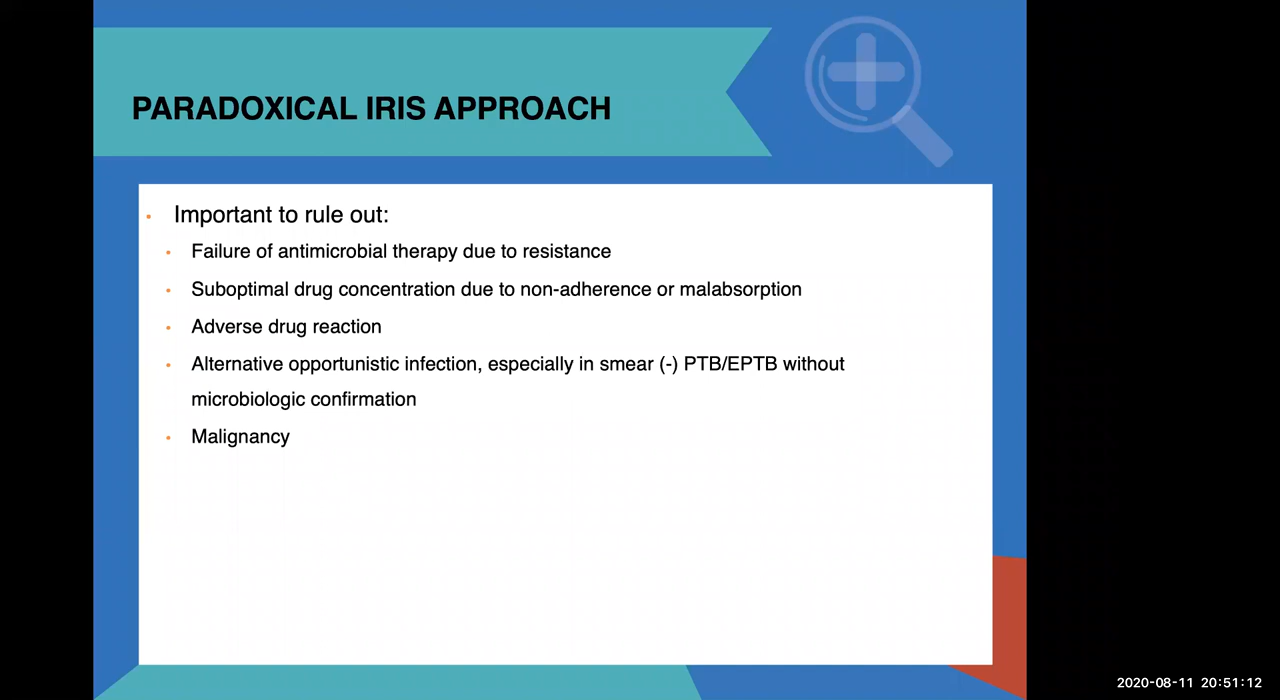 PARADOXICAL IRIS APPROACH
• Important to rule out:
• Failure of antimicrobial therapy due to resistance
• Suboptimal drug concentration due to non-adherence or malabsorption
• Adverse drug reaction
• Alternative opportunistic infection, especially in smear (-) PTB/EPTB without
microbiologic confirmation
• Malignancy
2020-08-11 20:51:12